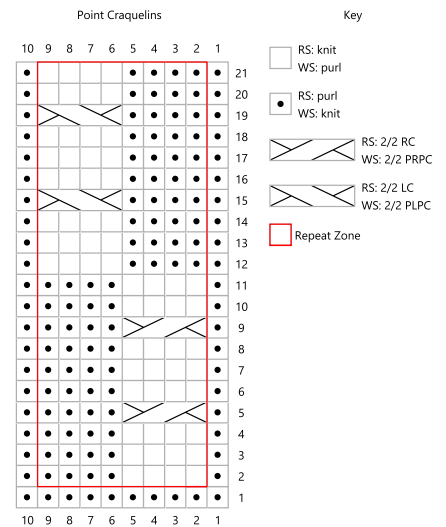 Point Craquelins
Key
10 9 8 7 6 5 4 3 2 1
21
20
19
18
17
16
15
14
13
12
11
10
9
8
7
6
5
4
3
2
1
10 9 8 7 6 5 4 3 2 1
RS: knit
WS: purl
RS: purl
WS: knit
RS: 2/2 RC
WS: 2/2 PRPC
RS: 2/2 LC
WS: 2/2 PLPC
Repeat Zone